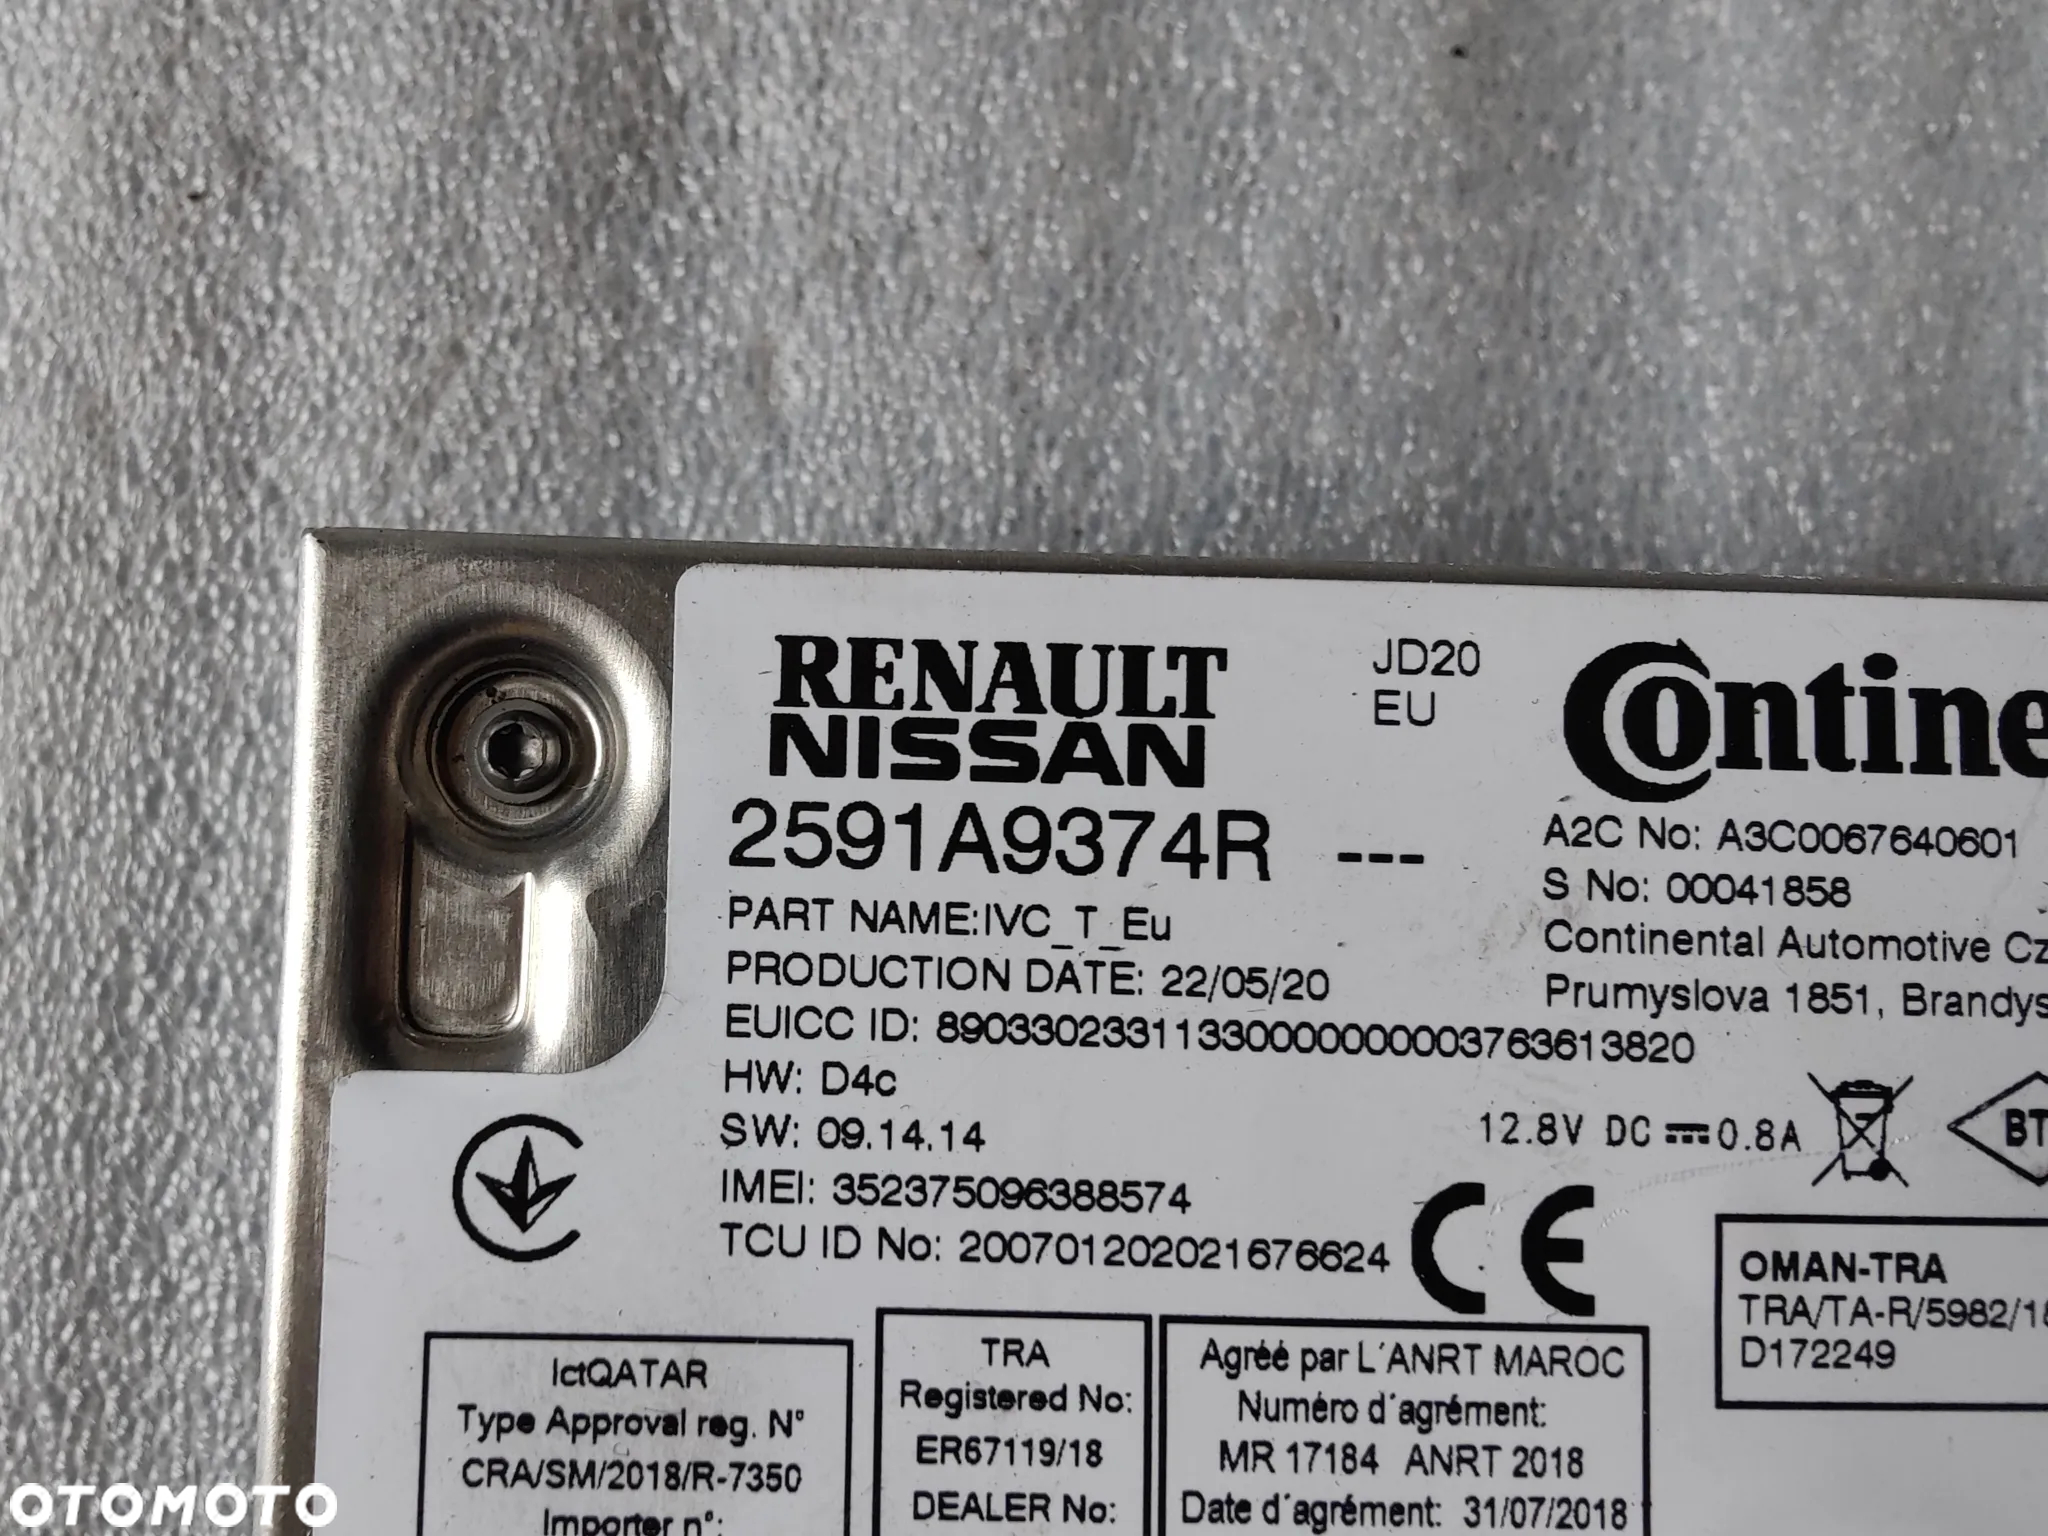 RENAULT
NISSAN
JD20
EU
2591A9374R ---
PART NAME:IVC_T_Eu
PRODUCTION DATE: 22/05/20
EUICC ID: 89033023311330000000003763613820
HW: D4c
SW: 09.14.14
IMEI: 352375096388574
TCU ID No: 200701202021676624
Contine
A2C No: A3C0067640601
S No: 00041858
Continental Automotive Cz
Prumyslova 1851, Brandys
12.8V DC 0.8A
BT
CE
OMAN-TRA
TRA/TA-R/5982/18
D172249
IctQATAR
Type Approval reg. N°
CRA/SM/2018/R-7350
Importer n°:
TRA
Registered No:
ER67119/18
DEALER No:
Agréé par L'ANRT MAROC
Numéro d'agrément:
MR 17184 ANRT 2018
Date d'agrément: 31/07/2018
OTOMOTO